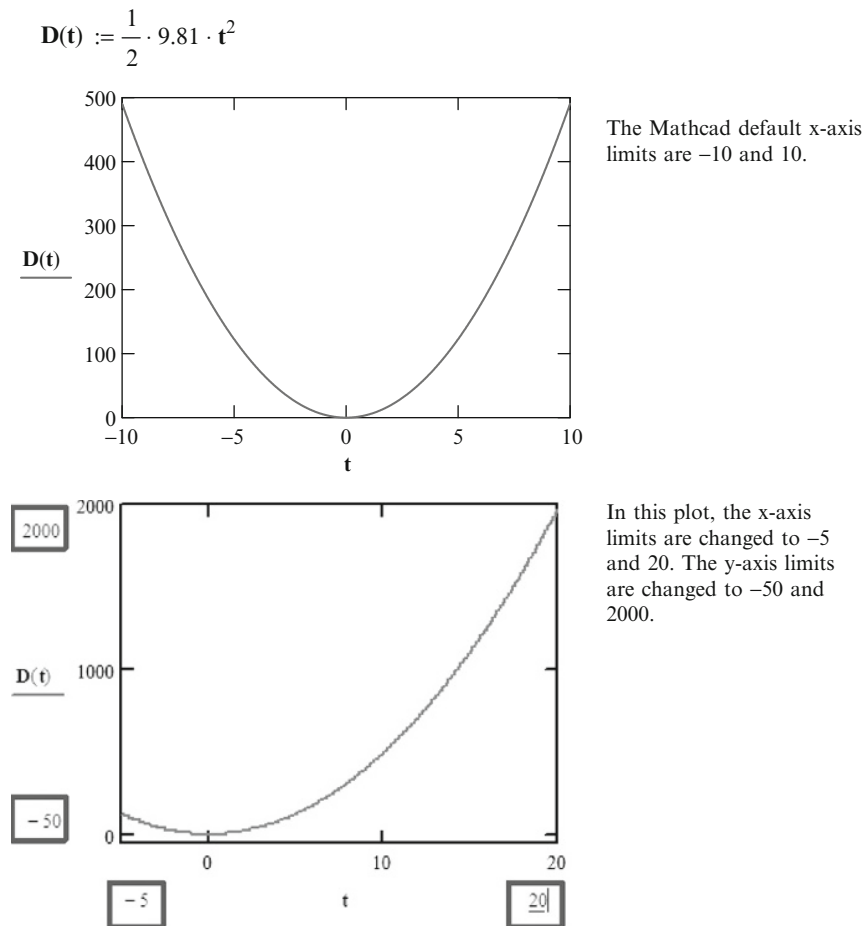 D(t) := 1/2 · 9.81 · t²
500
400
300
D(t)
200
100
0
−10
−5
0
5
10
t
The Mathcad default x-axis
limits are −10 and 10.
2000
2000
1000
D(t)
− 50
0
0
10
20
− 5
t
20
In this plot, the x-axis
limits are changed to −5
and 20. The y-axis limits
are changed to −50 and
2000.